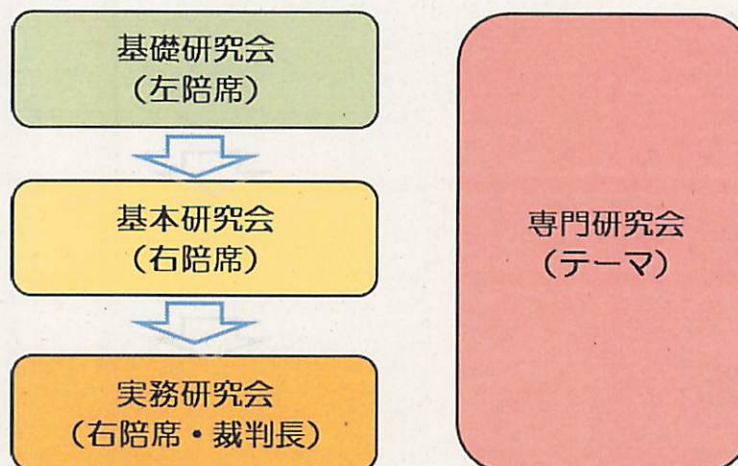 基礎研究会
（左陪席）
基本研究会
（右陪席）
実務研究会
（右陪席・裁判長）
専門研究会
（テーマ）